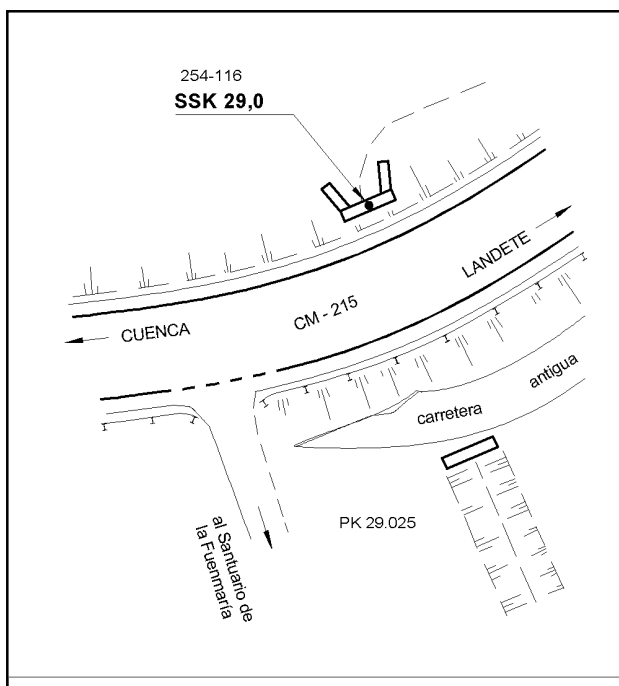 254-116
SSK 29,0
LANDETE
CM - 215
CUENCA
antigua
carretera
PK 29.025
al Santuario de
la Fuenmaría